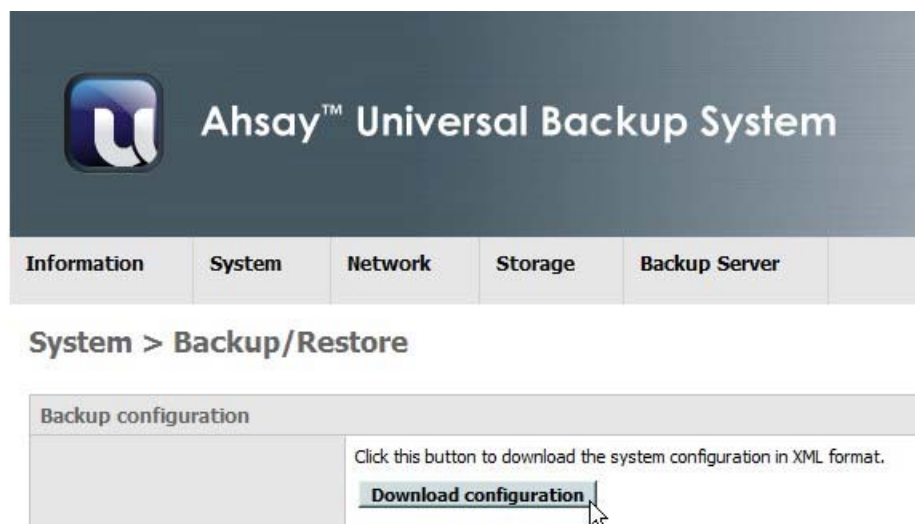 Ahsay™ Universal Backup System
Information System Network Storage Backup Server
System > Backup/Restore
Backup configuration
Click this button to download the system configuration in XML format.
Download configuration